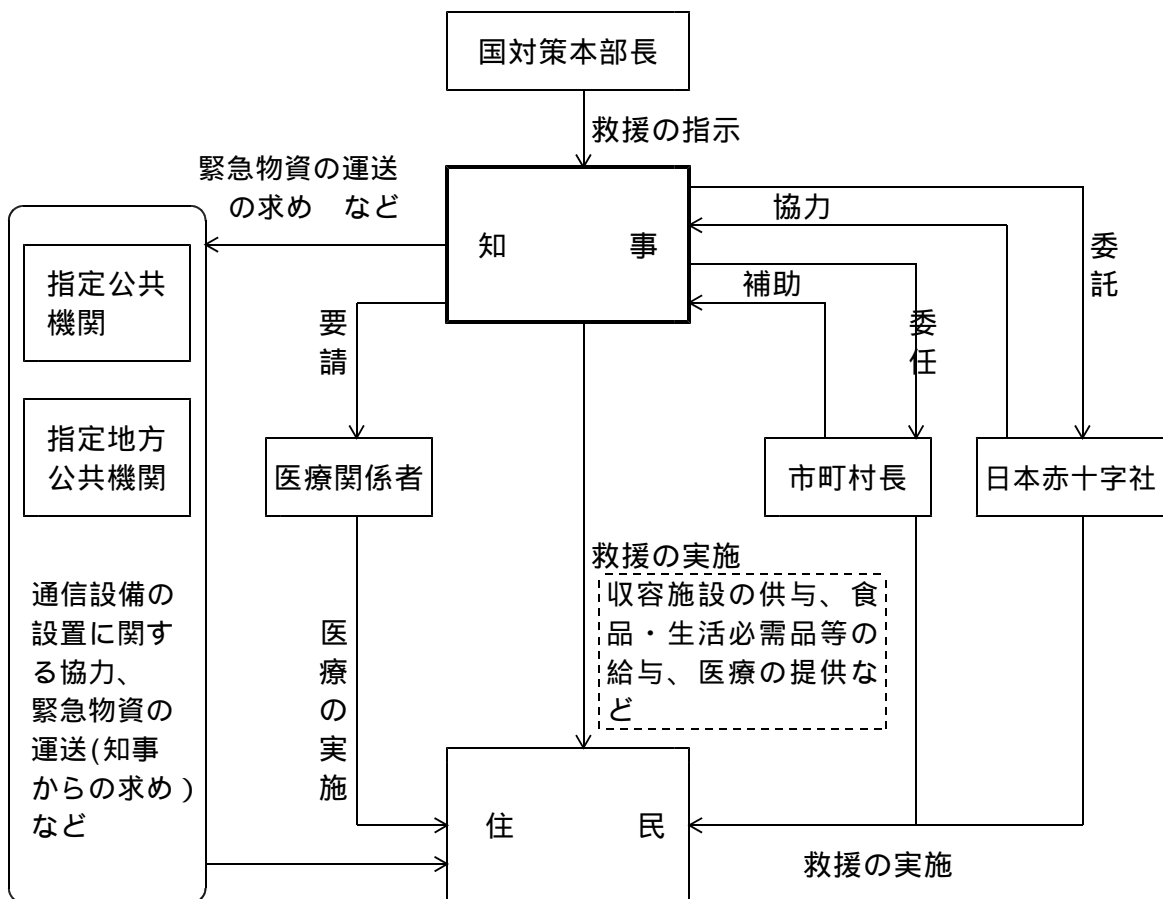 国対策本部長
救援の指示
緊急物資の運送
の求め　など
知　　　事
協力
補助
委託
委任
要請
指定公共
機関
指定地方
公共機関
医療関係者
市町村長
日本赤十字社
救援の実施
収容施設の供与、食
品・生活必需品等の
給与、医療の提供な
ど
通信設備の
設置に関す
る協力、
緊急物資の
運送(知事
からの求め)
など
医療の実施
住　　　民
救援の実施